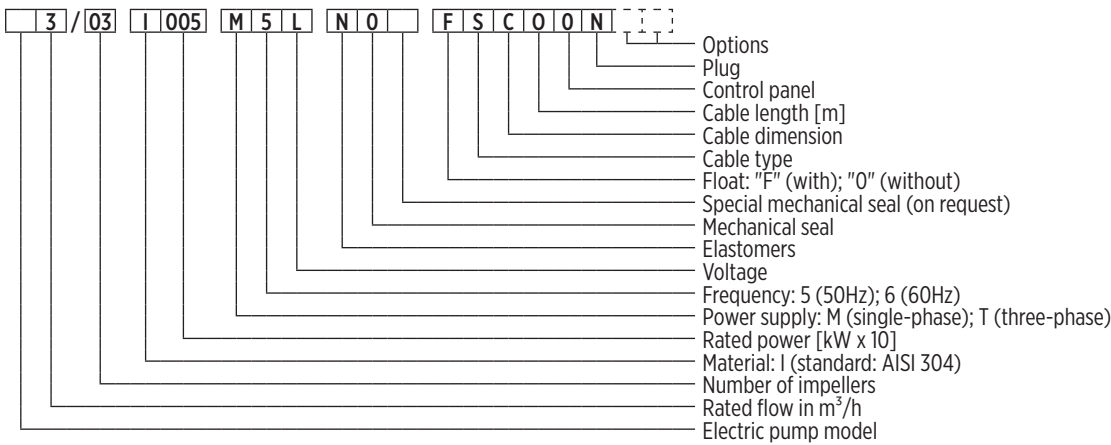 3/03 I 005 M 5 L N 0 F S C 0 0 N
Options
Plug
Control panel
Cable length [m]
Cable dimension
Cable type
Float: "F" (with); "0" (without)
Special mechanical seal (on request)
Mechanical seal
Elastomers
Voltage
Frequency: 5 (50Hz); 6 (60Hz)
Power supply: M (single-phase); T (three-phase)
Rated power [kW x 10]
Material: I (standard: AISI 304)
Number of impellers
Rated flow in m³/h
Electric pump model